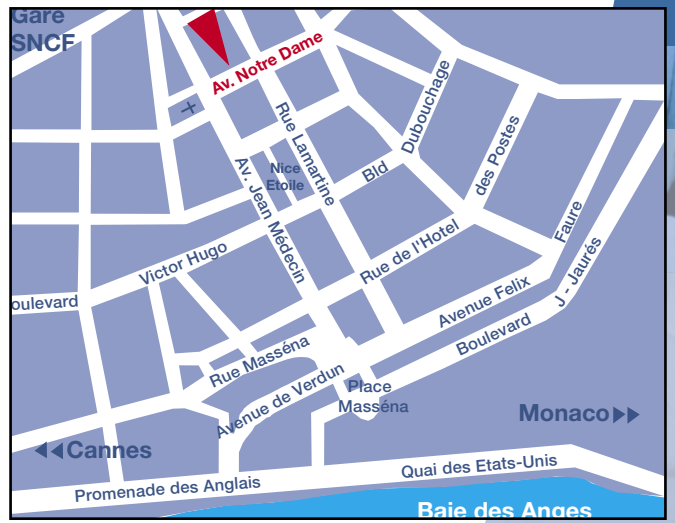 Gare
SNCF
Av. Notre Dame
Dubouchage
Rue Lamartine
des Postes
Nice
Etoile
Bld
Av. Jean Médecin
Faure
Rue de l'Hotel
Victor Hugo
J - Jaurés
oulevard
Avenue Felix
Boulevard
Rue Masséna
Avenue de Verdun
Place
Masséna
Monaco
Cannes
Quai des Etats-Unis
Promenade des Anglais
Baie des Anges